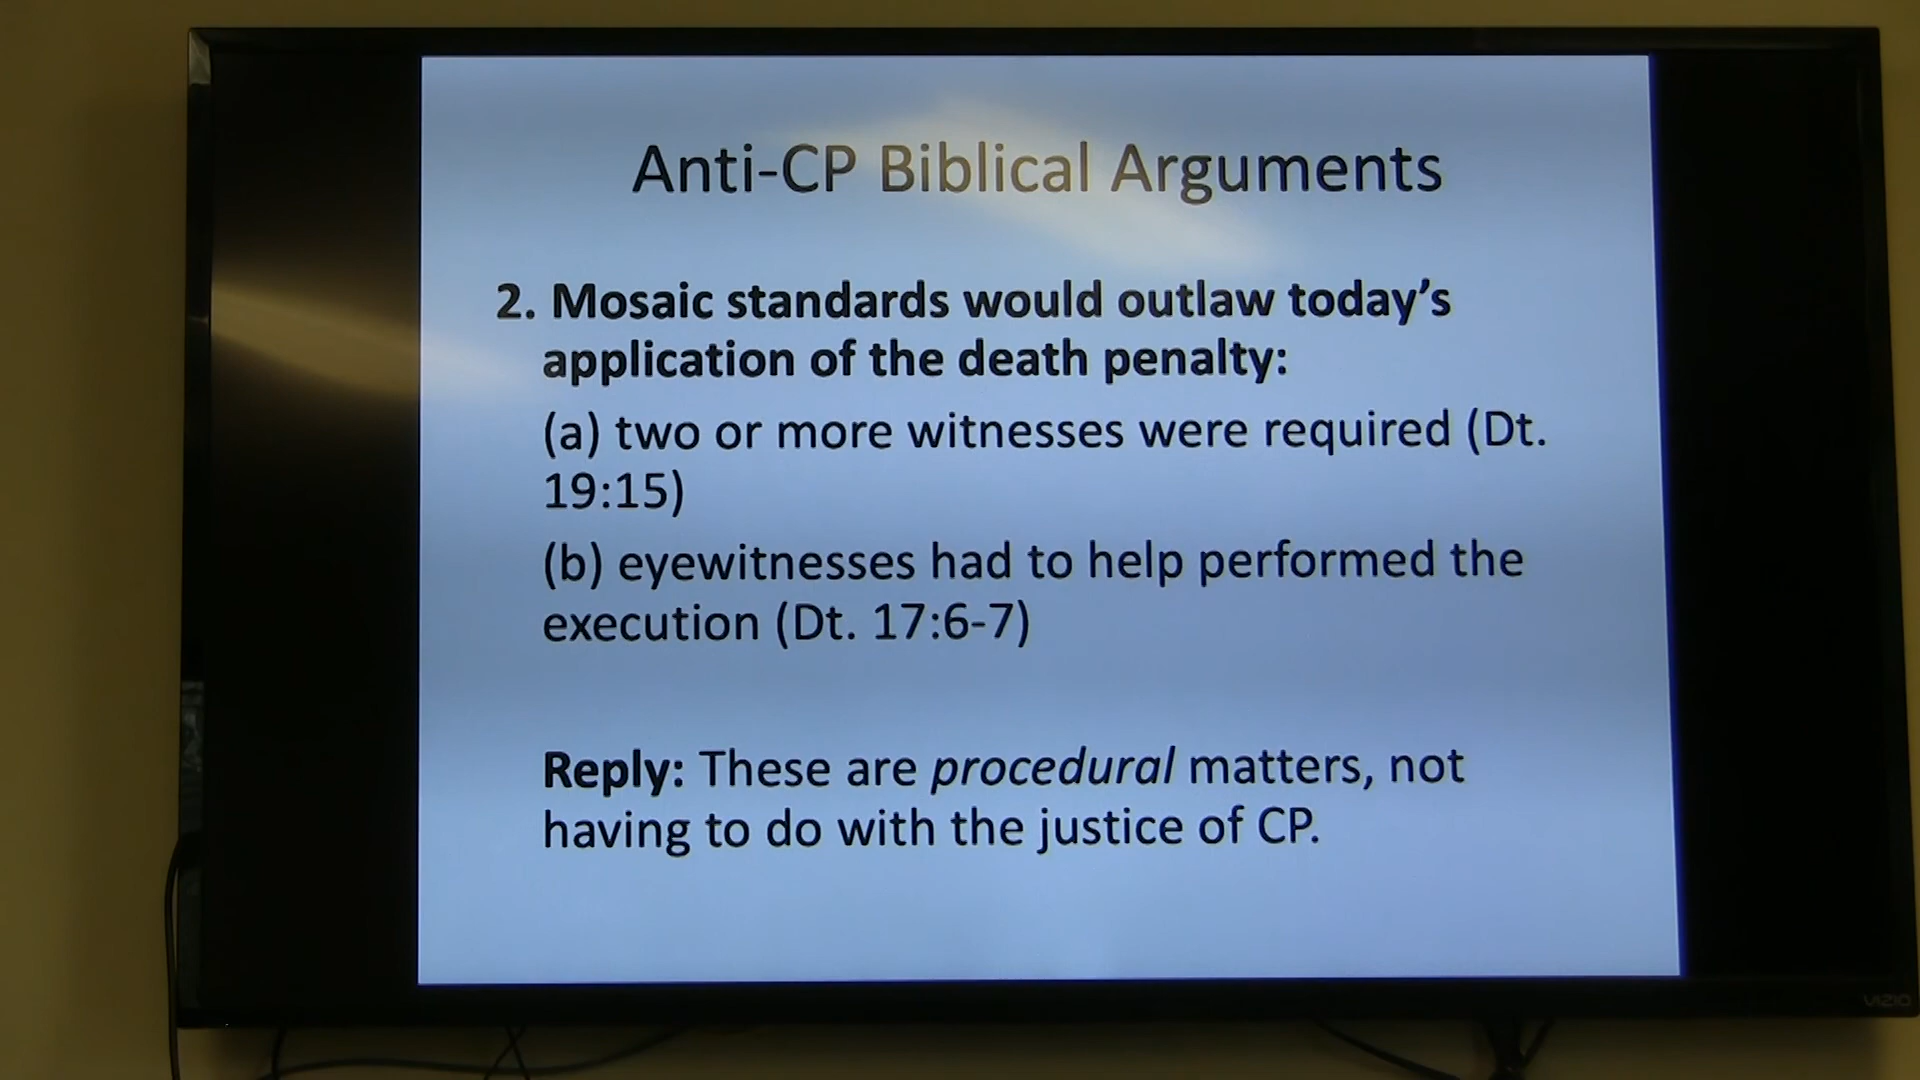 Anti-CP Biblical Arguments
2. Mosaic standards would outlaw today’s
application of the death penalty:
(a) two or more witnesses were required (Dt.
19:15)
(b) eyewitnesses had to help performed the
execution (Dt. 17:6-7)
Reply: These are procedural matters, not
having to do with the justice of CP.
VIZIO